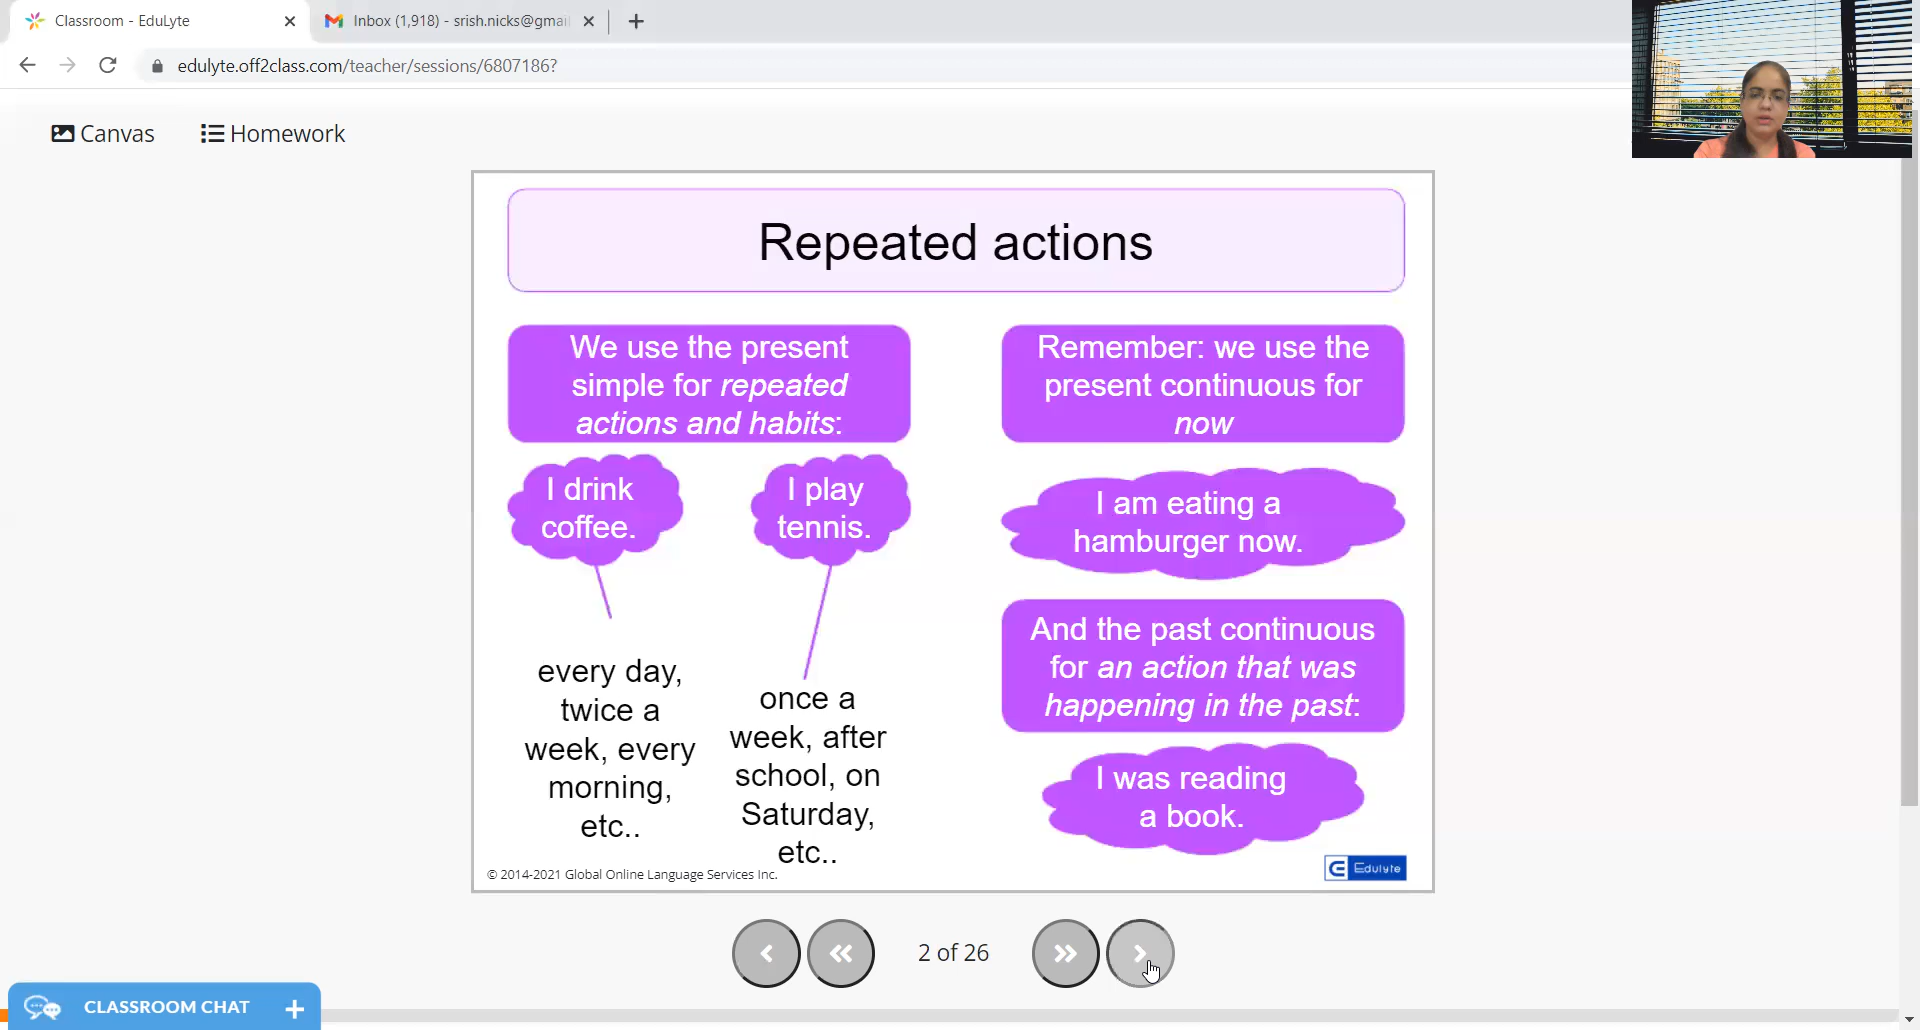 Classroom - EduLyte
Inbox (1,918) - srish.nicks@gmai
edulyte.off2class.com/teacher/sessions/6807186?
Canvas
Homework
Repeated actions
We use the present
simple for repeated
actions and habits:
I drink
coffee.
I play
tennis.
every day,
twice a
week, every
morning,
etc..
once a
week, after
school, on
Saturday,
etc..
Remember: we use the
present continuous for
now
I am eating a
hamburger now.
And the past continuous
for an action that was
happening in the past:
I was reading
a book.
© 2014-2021 Global Online Language Services Inc.
Edulyte
2 of 26
CLASSROOM CHAT